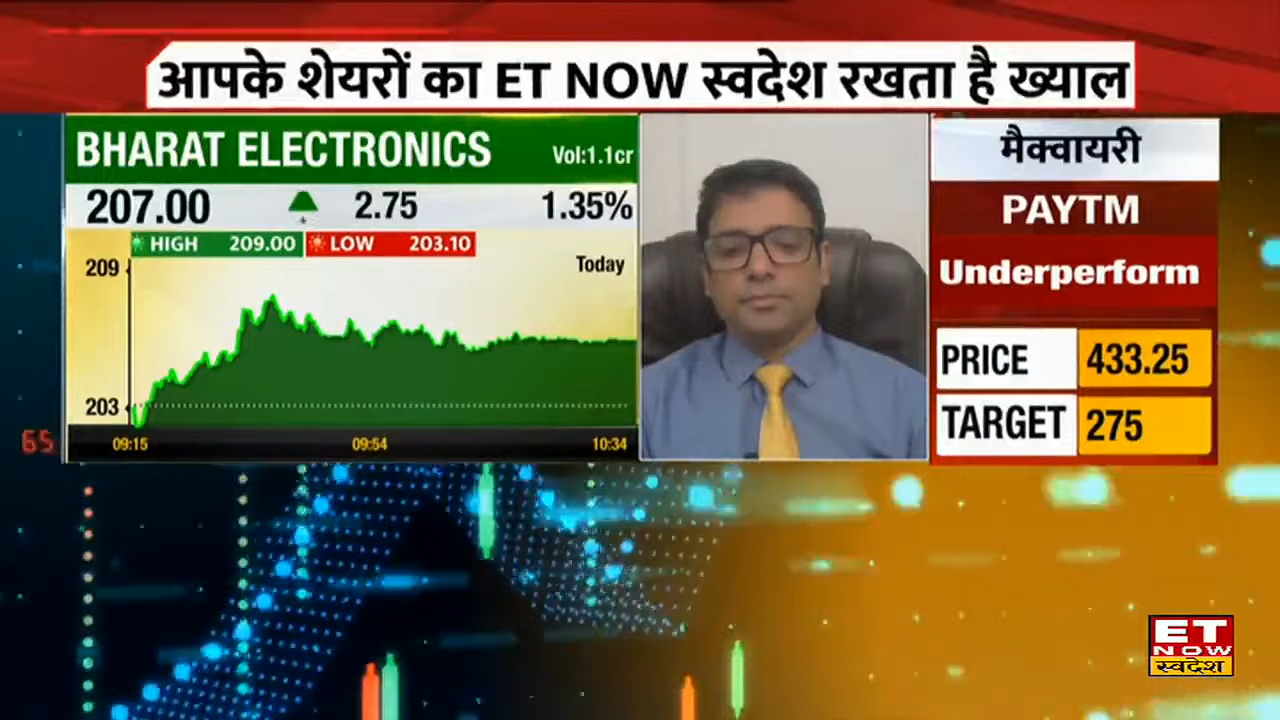 आपके शेयरों का ET NOW स्वदेश रखता है ख्याल
BHARAT ELECTRONICS Vol:1.1cr
207.00 2.75 1.35%
HIGH 209.00 LOW 203.10
Today
209
203
09:15 09:54 10:34
मैक्वायरी
PAYTM
Underperform
PRICE 433.25
TARGET 275
65
ET
NOW
स्वदेश